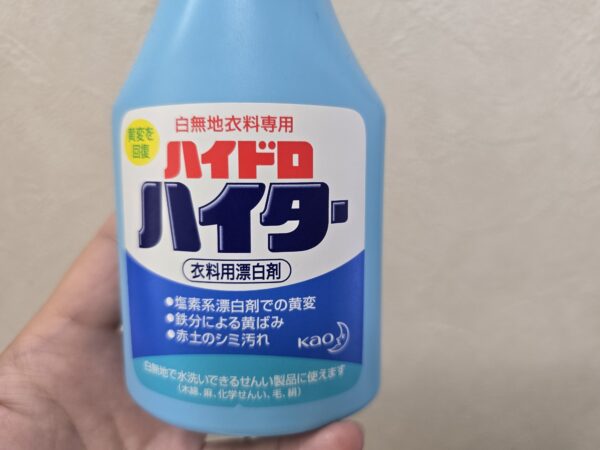 白無地衣料専用
黄変を
回復
ハイドロ
ハイター
衣料用漂白剤
●塩素系漂白剤での黄変
●鉄分による黄ばみ
●赤土のシミ汚れ
Kao
白無地で水洗いできるせんい製品に使えます
(木綿、麻、化学せんい、毛、絹)